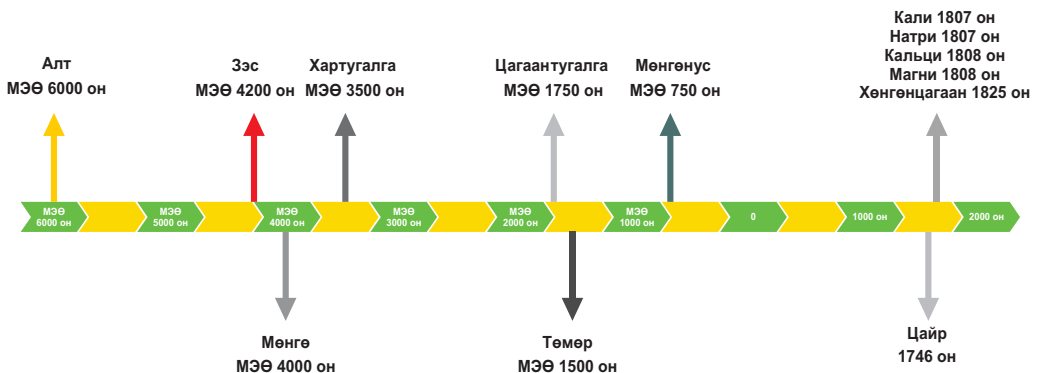 Алт
МЭӨ 6000 он
Зэс
МЭӨ 4200 он
Хартугалга
МЭӨ 3500 он
Цагаантугалга
МЭӨ 1750 он
Мөнгөнус
МЭӨ 750 он
Кали 1807 он
Натри 1807 он
Кальци 1808 он
Магни 1808 он
Хөнгөнцагаан 1825 он
МЭӨ
6000 он
МЭӨ
5000 он
МЭӨ
4000 он
МЭӨ
3000 он
МЭӨ
2000 он
МЭӨ
1000 он
0
1000 он
2000 он
Мөнгө
МЭӨ 4000 он
Төмөр
МЭӨ 1500 он
Цайр
1746 он